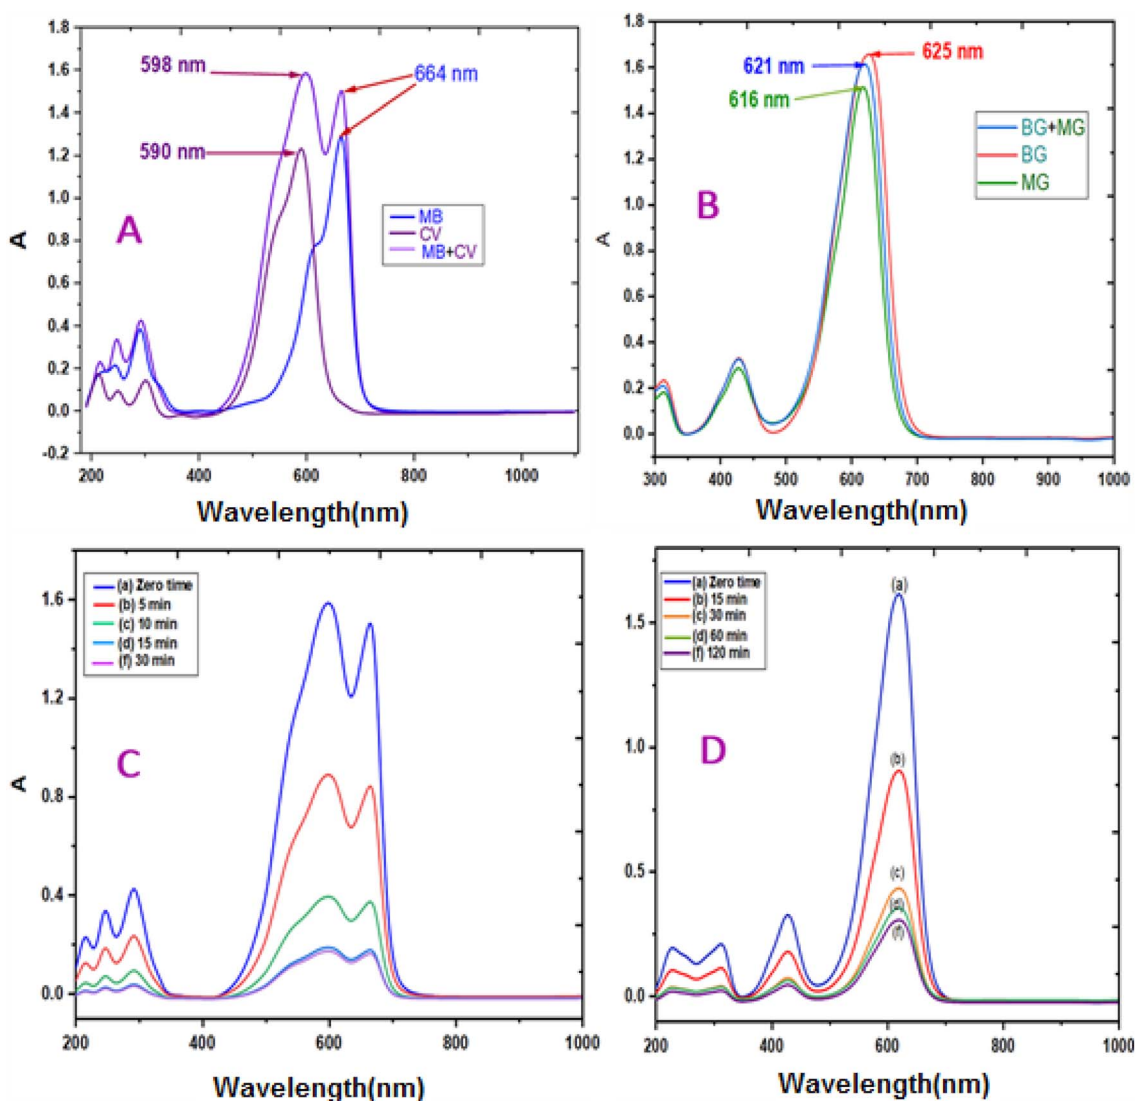 1.8
1.6
1.4
1.2
1.0
0.8
0.6
0.4
0.2
0.0
-0.2
A
598 nm
664 nm
590 nm
A
MB
CV
MB+CV
200
400
600
800
1000
Wavelength(nm)
1.8
1.6
1.4
1.2
1.0
0.8
0.6
0.4
0.2
0.0
A
625 nm
621 nm
616 nm
B
BG+MG
BG
MG
300
400
500
600
700
800
900
1000
Wavelength(nm)
1.6
1.2
0.8
0.4
0.0
A
(a) Zero time
(b) 5 min
(c) 10 min
(d) 15 min
(f) 30 min
C
200
400
600
800
1000
Wavelength(nm)
1.5
1.0
0.5
0.0
(a) Zero time
(b) 15 min
(c) 30 min
(d) 60 min
(f) 120 min
D
(a)
(b)
(c)
(d)
(f)
200
400
600
800
1000
Wavelength(nm)